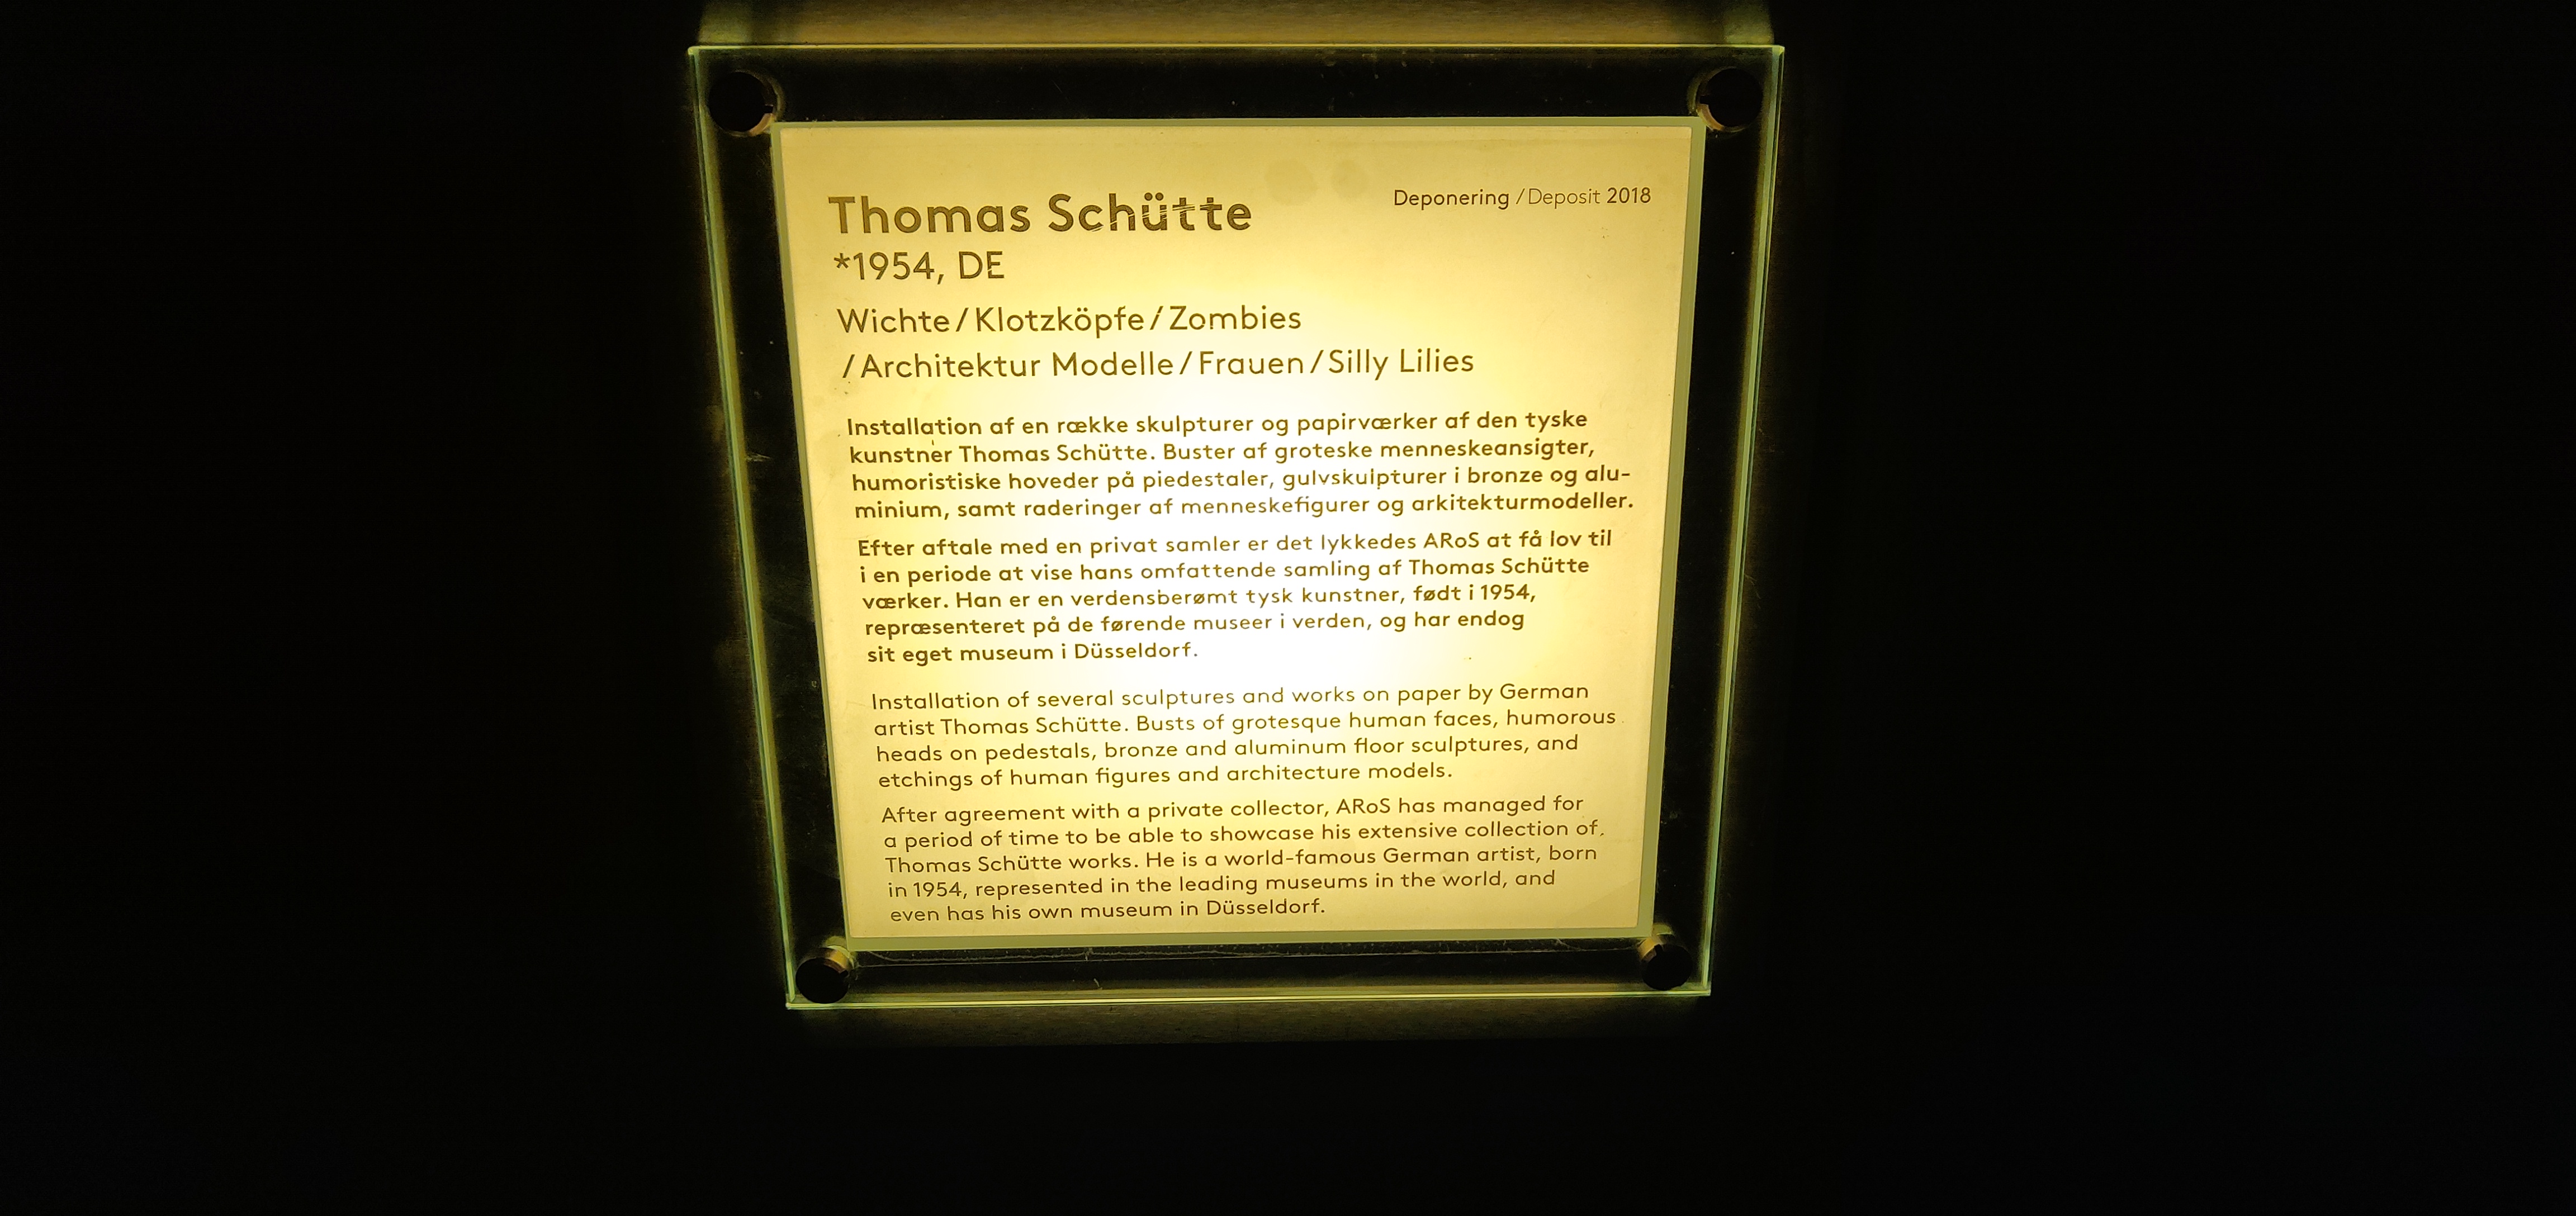 Thomas Schütte
Deponering / Deposit 2018
*1954, DE
Wichte / Klotzköpfe / Zombies
/ Architektur Modelle / Frauen / Silly Lilies
Installation af en række skulpturer og papirværker af den tyske
kunstner Thomas Schütte. Buster af groteske menneskeansigter,
humoristiske hoveder på piedestaler, gulvskulpturer i bronze og alu-
minium, samt raderinger af menneskefigurer og arkitekturmodeller.
Efter aftale med en privat samler er det lykkedes ARoS at få lov til
i en periode at vise hans omfattende samling af Thomas Schütte
værker. Han er en verdensberømt tysk kunstner, født i 1954,
repræsenteret på de førende museer i verden, og har endog
sit eget museum i Düsseldorf.
Installation of several sculptures and works on paper by German
artist Thomas Schütte. Busts of grotesque human faces, humorous
heads on pedestals, bronze and aluminum floor sculptures, and
etchings of human figures and architecture models.
After agreement with a private collector, ARoS has managed for
a period of time to be able to showcase his extensive collection of
Thomas Schütte works. He is a world-famous German artist, born
in 1954, represented in the leading museums in the world, and
even has his own museum in Düsseldorf.